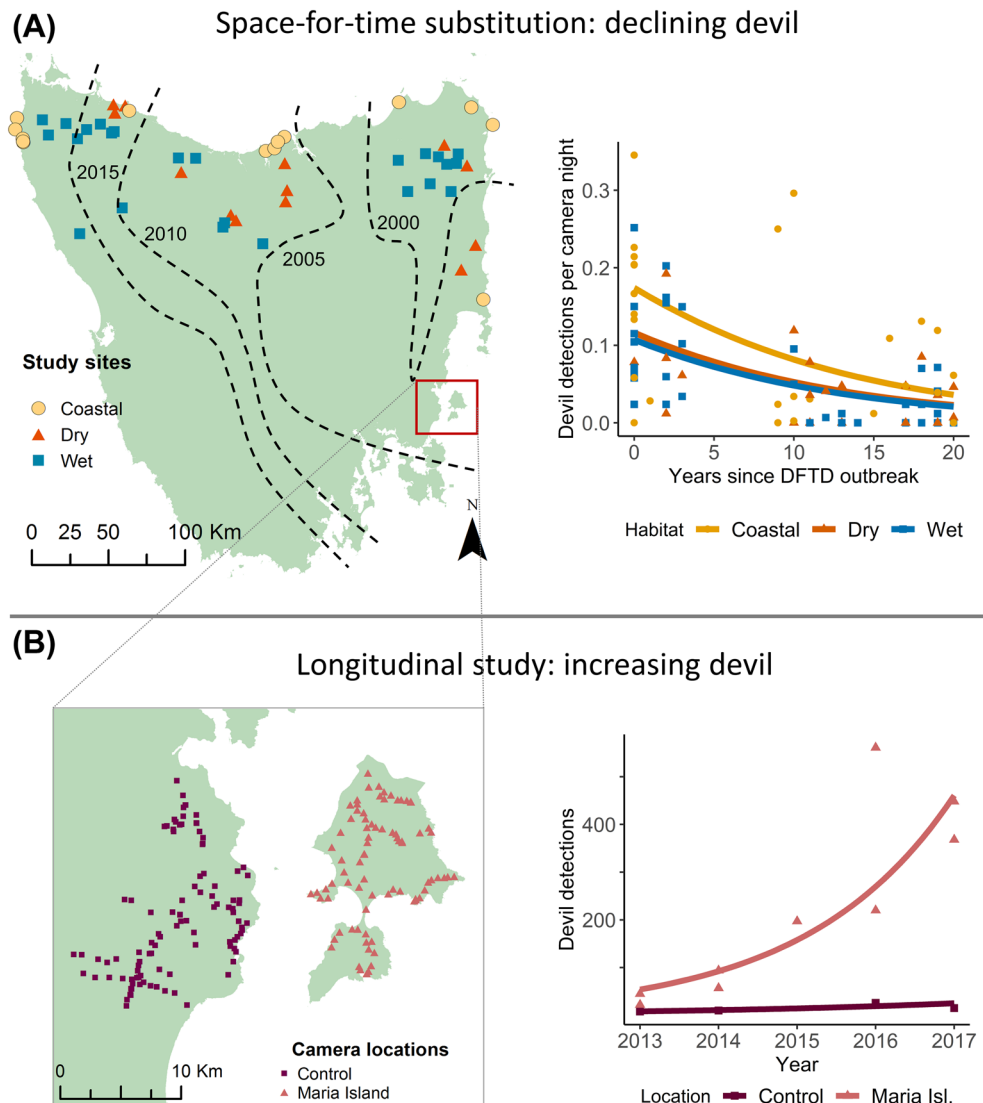 (A)
Space-for-time substitution: declining devil
2015
2010
2005
2000
Study sites
Coastal
Dry
Wet
0 25 50 100 Km
N
Devil detections per camera night
0.3
0.2
0.1
0.0
0 5 10 15 20
Years since DFTD outbreak
Habitat Coastal Dry Wet
(B)
Longitudinal study: increasing devil
Camera locations
Control
Maria Island
0 10 Km
Devil detections
400
200
2013 2014 2015 2016 2017
Year
Location Control Maria Isl.